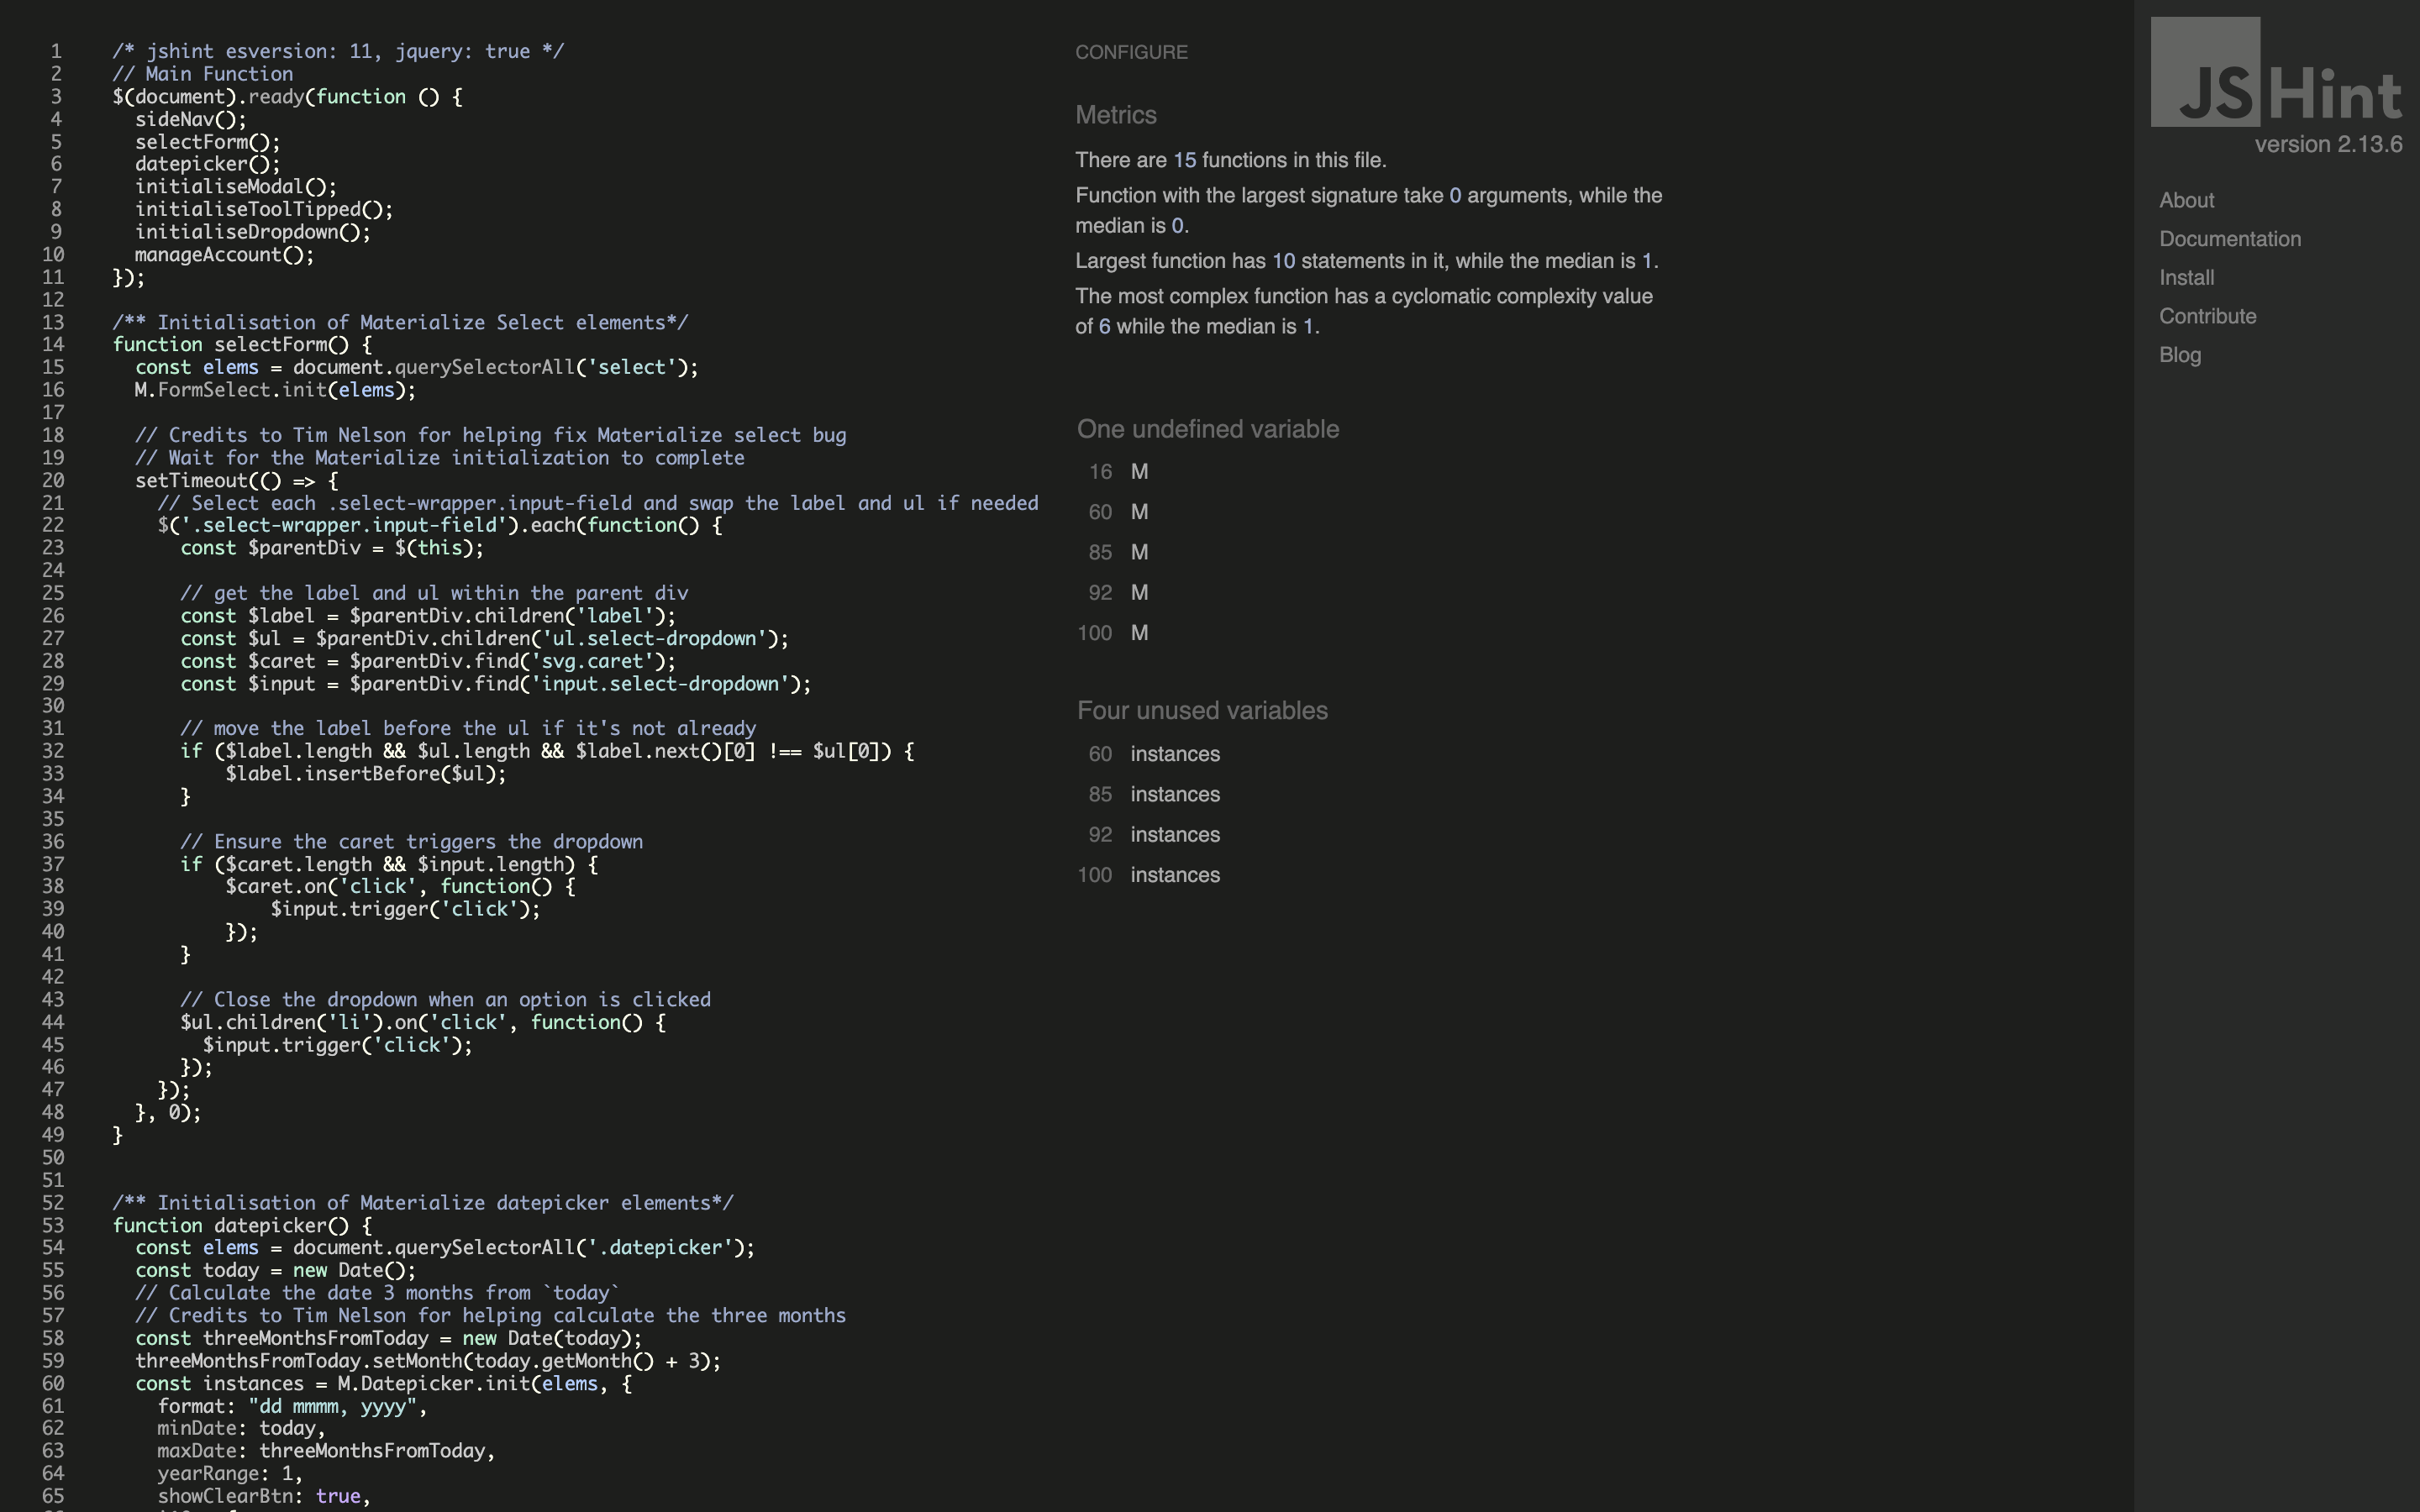 1 /* jshint esversion: 11, jquery: true */
2 // Main Function
3 $(document).ready(function () {
4 sideNav();
5 selectForm();
6 datepicker();
7 initialiseModal();
8 initialiseToolTipped();
9 initialiseDropdown();
10 manageAccount();
11 });
12
13 /** Initialisation of Materialize Select elements*/
14 function selectForm() {
15 const elems = document.querySelectorAll('select');
16 M.FormSelect.init(elems);
17
18 // Credits to Tim Nelson for helping fix Materialize select bug
19 // Wait for the Materialize initialization to complete
20 setTimeout(() => {
21 // Select each .select-wrapper.input-field and swap the label and ul if needed
22 $('.select-wrapper.input-field').each(function() {
23 const $parentDiv = $(this);
24
25 // get the label and ul within the parent div
26 const $label = $parentDiv.children('label');
27 const $ul = $parentDiv.children('ul.select-dropdown');
28 const $caret = $parentDiv.find('svg.caret');
29 const $input = $parentDiv.find('input.select-dropdown');
30
31 // move the label before the ul if it's not already
32 if ($label.length && $ul.length && $label.next()[0] !== $ul[0]) {
33 $label.insertBefore($ul);
34 }
35
36 // Ensure the caret triggers the dropdown
37 if ($caret.length && $input.length) {
38 $caret.on('click', function() {
39 $input.trigger('click');
40 });
41 }
42
43 // Close the dropdown when an option is clicked
44 $ul.children('li').on('click', function() {
45 $input.trigger('click');
46 });
47 });
48 }, 0);
49 }
50
51
52 /** Initialisation of Materialize datepicker elements*/
53 function datepicker() {
54 const elems = document.querySelectorAll('.datepicker');
55 const today = new Date();
56 // Calculate the date 3 months from `today`
57 // Credits to Tim Nelson for helping calculate the three months
58 const threeMonthsFromToday = new Date(today);
59 threeMonthsFromToday.setMonth(today.getMonth() + 3);
60 const instances = M.Datepicker.init(elems, {
61 format: "dd mmmm, yyyy",
62 minDate: today,
63 maxDate: threeMonthsFromToday,
64 yearRange: 1,
65 showClearBtn: true,
CONFIGURE
Metrics
There are 15 functions in this file.
Function with the largest signature take 0 arguments, while the
median is 0.
Largest function has 10 statements in it, while the median is 1.
The most complex function has a cyclomatic complexity value
of 6 while the median is 1.
One undefined variable
16 M
60 M
85 M
92 M
100 M
Four unused variables
60 instances
85 instances
92 instances
100 instances
JSHint
version 2.13.6
About
Documentation
Install
Contribute
Blog